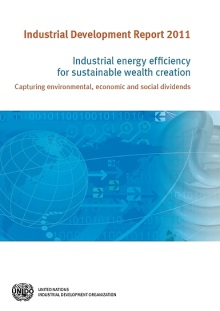 Industrial Development Report 2011
Industrial energy efficiency
for sustainable wealth creation
Capturing environmental, economic and social dividends
UNIDO
UNITED NATIONS
INDUSTRIAL DEVELOPMENT ORGANIZATION